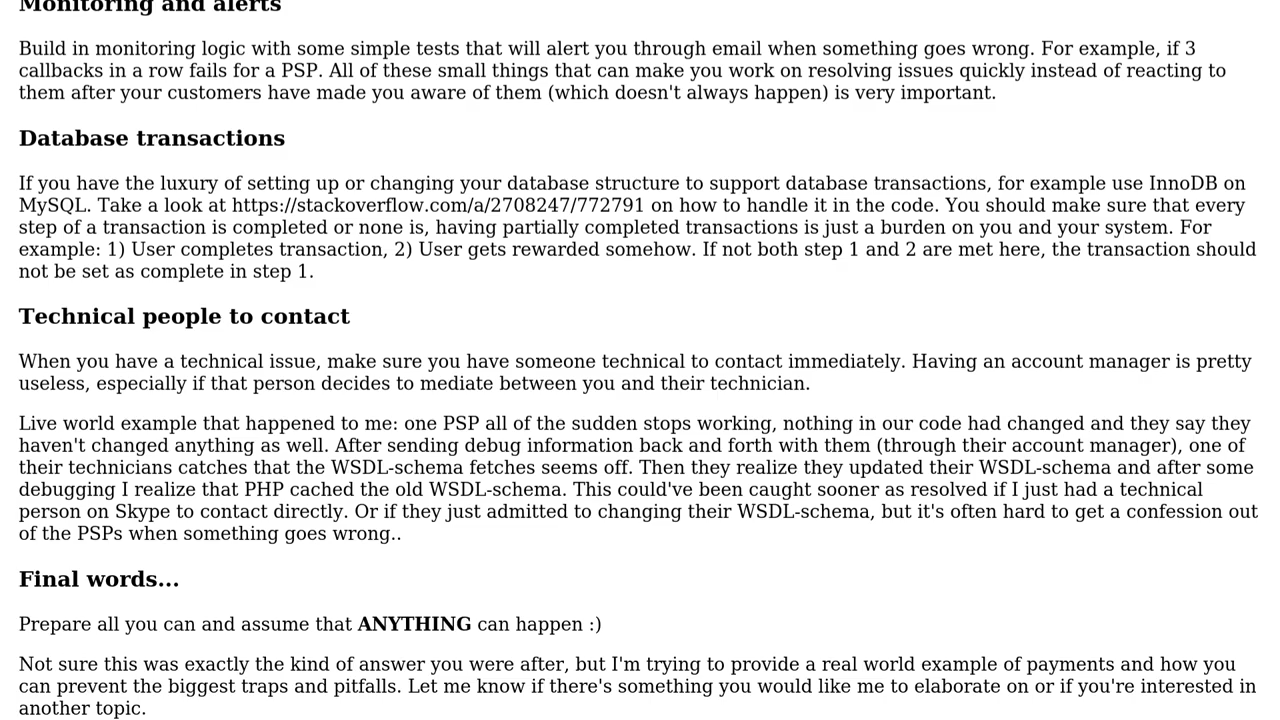 Monitoring and alerts
Build in monitoring logic with some simple tests that will alert you through email when something goes wrong. For example, if 3
callbacks in a row fails for a PSP. All of these small things that can make you work on resolving issues quickly instead of reacting to
them after your customers have made you aware of them (which doesn't always happen) is very important.
Database transactions
If you have the luxury of setting up or changing your database structure to support database transactions, for example use InnoDB on
MySQL. Take a look at https://stackoverflow.com/a/2708247/772791 on how to handle it in the code. You should make sure that every
step of a transaction is completed or none is, having partially completed transactions is just a burden on you and your system. For
example: 1) User completes transaction, 2) User gets rewarded somehow. If not both step 1 and 2 are met here, the transaction should
not be set as complete in step 1.
Technical people to contact
When you have a technical issue, make sure you have someone technical to contact immediately. Having an account manager is pretty
useless, especially if that person decides to mediate between you and their technician.
Live world example that happened to me: one PSP all of the sudden stops working, nothing in our code had changed and they say they
haven't changed anything as well. After sending debug information back and forth with them (through their account manager), one of
their technicians catches that the WSDL-schema fetches seems off. Then they realize they updated their WSDL-schema and after some
debugging I realize that PHP cached the old WSDL-schema. This could've been caught sooner as resolved if I just had a technical
person on Skype to contact directly. Or if they just admitted to changing their WSDL-schema, but it's often hard to get a confession out
of the PSPs when something goes wrong..
Final words...
Prepare all you can and assume that ANYTHING can happen :)
Not sure this was exactly the kind of answer you were after, but I'm trying to provide a real world example of payments and how you
can prevent the biggest traps and pitfalls. Let me know if there's something you would like me to elaborate on or if you're interested in
another topic.